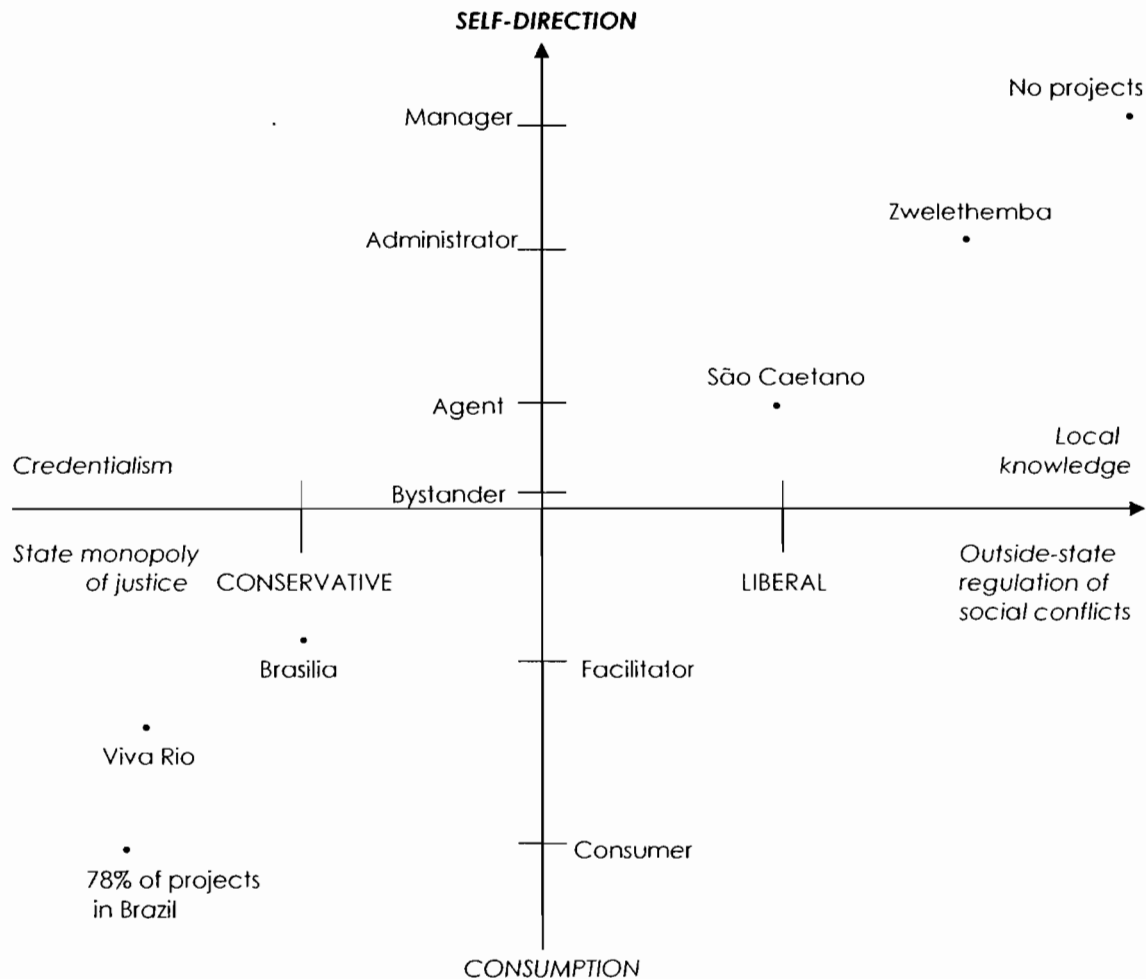 SELF-DIRECTION
No projects
Manager
Zwelethemba
Administrator
São Caetano
Agent
Local
knowledge
Credentialism
Bystander
State monopoly
of justice
CONSERVATIVE
LIBERAL
Outside-state
regulation of
social conflicts
Brasilia
Facilitator
Viva Rio
Consumer
78% of projects
in Brazil
CONSUMPTION